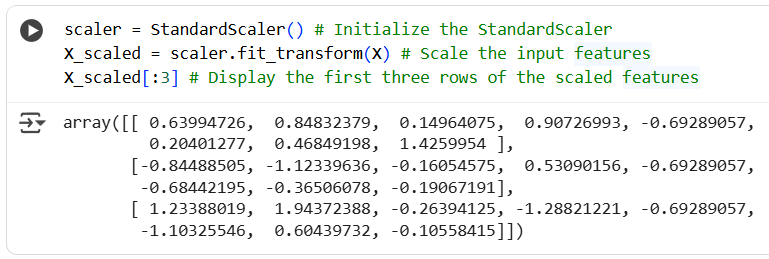 scaler = StandardScaler() # Initialize the StandardScaler
X_scaled = scaler.fit_transform(X) # Scale the input features
X_scaled[:3] # Display the first three rows of the scaled features
array([[ 0.63994726,  0.84832379,  0.14964075,  0.90726993, -0.69289057,
         0.20401277,  0.46849198,  1.4259954 ],
       [-0.84488505, -1.12339636, -0.16054575,  0.53090156, -0.69289057,
        -0.68442195, -0.36506078, -0.19067191],
       [ 1.23388019,  1.94372388, -0.26394125, -1.28821221, -0.69289057,
        -1.10325546,  0.60439732, -0.10558415]])